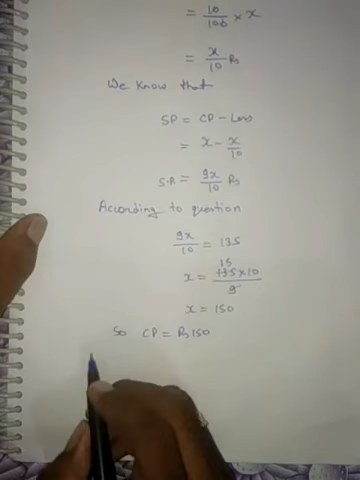 = 10/100 × x
= x/10 Rs
We know that
SP = CP - Loss
= x - x/10
S.P = 9x/10 Rs
According to question
9x/10 = 135
x = 15 135×10/9
x = 150
So CP = Rs 150